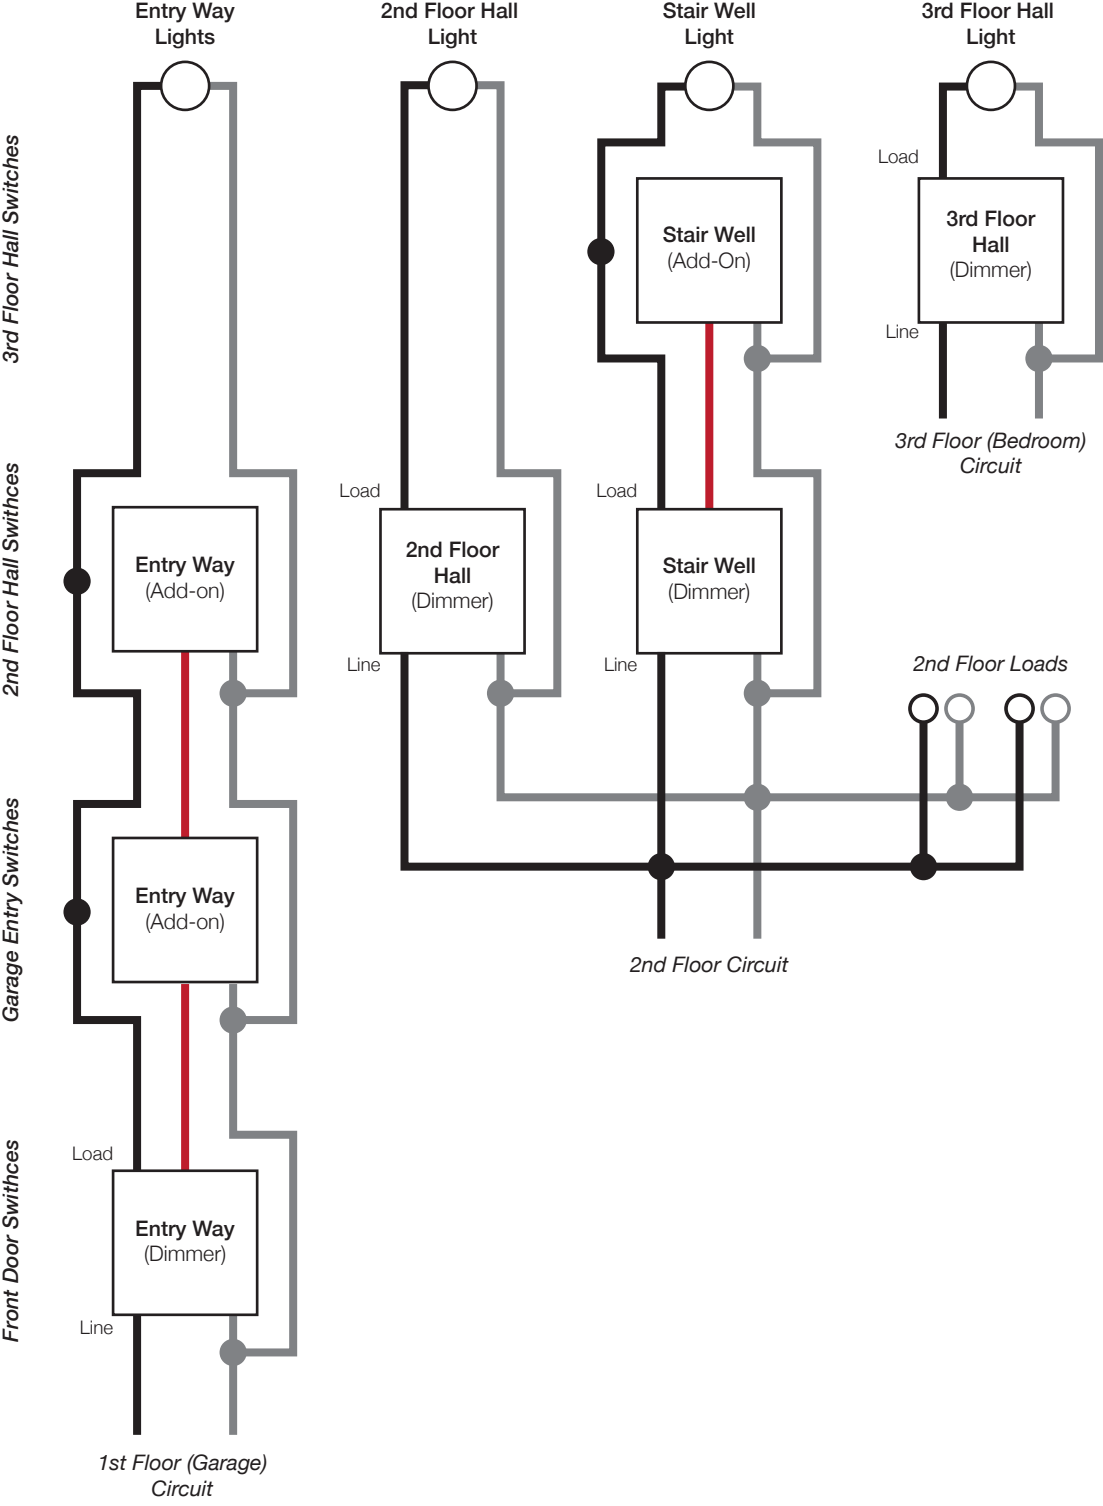 Entry Way
Lights
2nd Floor Hall
Light
Stair Well
Light
3rd Floor Hall
Light
3rd Floor Hall Switches
Load
3rd Floor
Hall
(Dimmer)
Stair Well
(Add-On)
Line
3rd Floor (Bedroom)
Circuit
2nd Floor Hall Swithces
Entry Way
(Add-on)
Load
2nd Floor
Hall
(Dimmer)
Line
Load
Stair Well
(Dimmer)
Line
2nd Floor Loads
2nd Floor Circuit
Garage Entry Switches
Entry Way
(Add-on)
Front Door Swithces
Load
Entry Way
(Dimmer)
Line
1st Floor (Garage)
Circuit